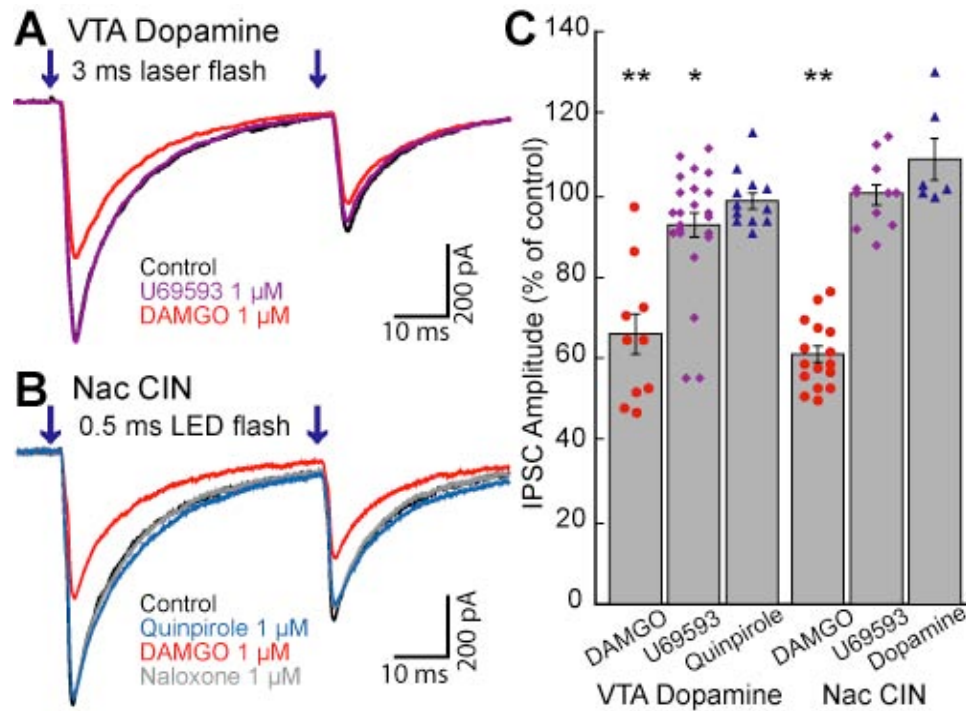 A VTA Dopamine
3 ms laser flash
Control
U69593 1 µM
DAMGO 1 µM
10 ms
200 pA
B Nac CIN
0.5 ms LED flash
Control
Quinpirole 1 µM
DAMGO 1 µM
Naloxone 1 µM
10 ms
200 pA
C
IPSC Amplitude (% of control)
140
120
100
80
60
40
20
0
** * **
DAMGO U69593 Quinpirole DAMGO U69593 Dopamine
VTA Dopamine Nac CIN